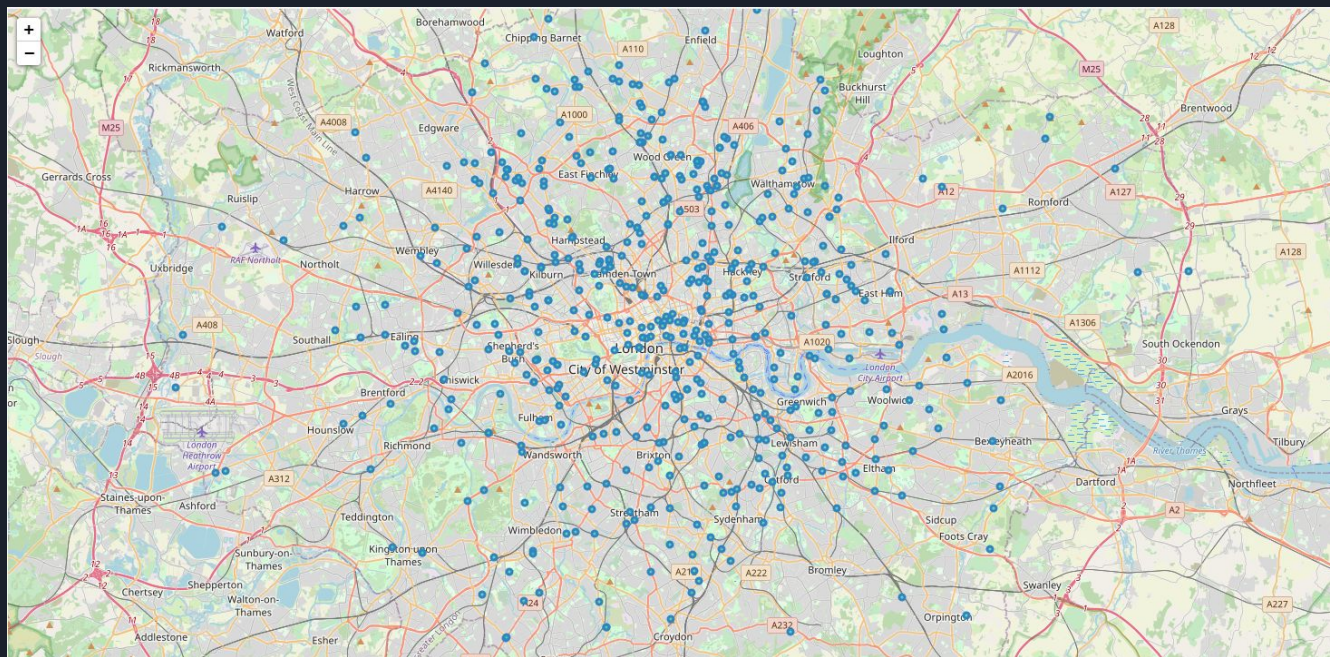 +
−
Watford
Borehamwood
Chipping Barnet
A110
Enfield
Loughton
A128
Rickmansworth
M25
Buckhurst
Hill
Brentwood
West Coast Main Line
A4008
M25
Edgware
A1000
A406
Wood Green
East Finchley
Walthamstow
Gerrards Cross
Harrow
A4140
A12
A127
Ruislip
A503
Romford
Hampstead
Ilford
RAF Northolt
Northolt
Wembley
Willesden
Kilburn
Camden Town
Hackney
Stratford
A128
Uxbridge
A1112
East Ham
A13
A408
A1306
Slough
Slough
Southall
Ealing
Shepherd's
Bush
London
City of Westminster
A1020
South Ockendon
London
City Airport
A2016
Chiswick
Brentford
Greenwich
Woolwich
Grays
Fulham
Hounslow
Richmond
London
Heathrow
Airport
Wandsworth
Brixton
Lewisham
Bexleyheath
River Thames
Tilbury
A312
Eltham
Catford
Dartford
Northfleet
Staines-upon-
Thames
Ashford
Teddington
Streatham
Sydenham
Sidcup
A2
Wimbledon
Foots Cray
Sunbury-on-
Thames
Kingston upon
Thames
A222
Bromley
Swanley
Chertsey
Shepperton
Walton-on-
Thames
A24
A227
Addlestone
Esher
Greater London
Croydon
A232
Orpington